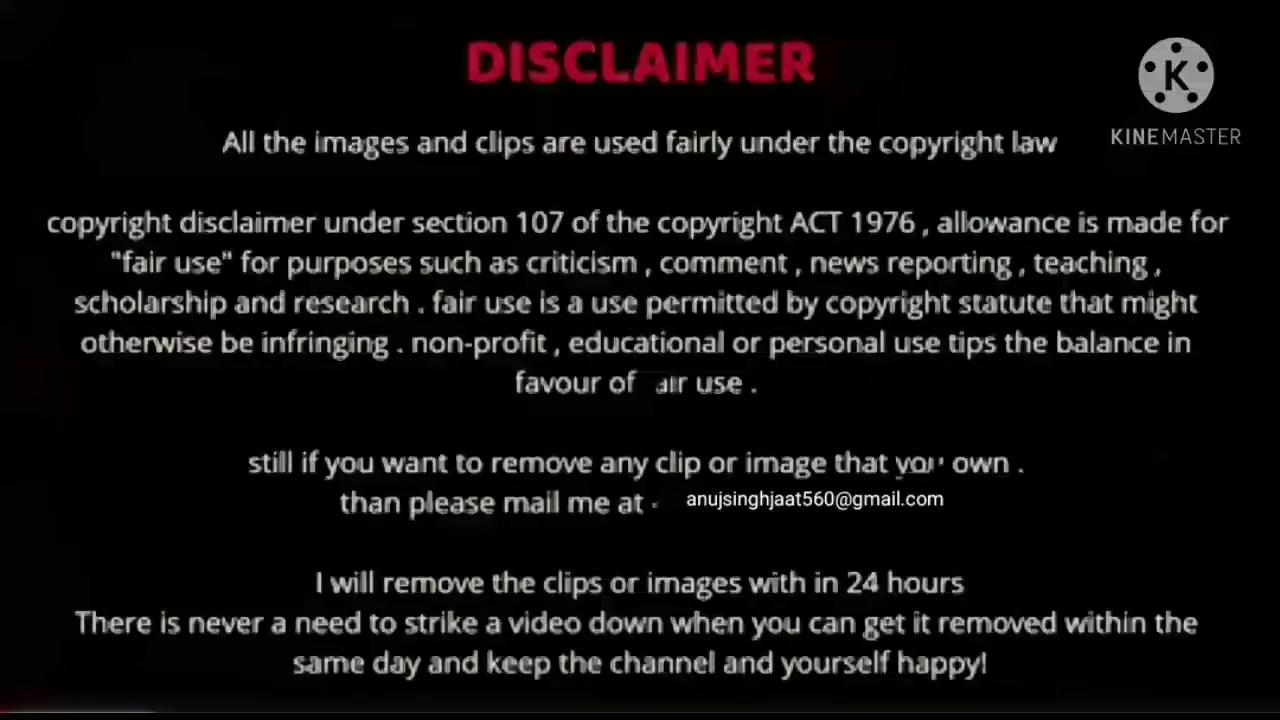 DISCLAIMER
KINEMASTER
All the images and clips are used fairly under the copyright law
copyright disclaimer under section 107 of the copyright ACT 1976 , allowance is made for
"fair use" for purposes such as criticism , comment , news reporting , teaching ,
scholarship and research . fair use is a use permitted by copyright statute that might
otherwise be infringing . non-profit , educational or personal use tips the balance in
favour of air use .
still if you want to remove any clip or image that own .
than please mail me at - anujsinghjaat560@gmail.com
I will remove the clips or images with in 24 hours
There is never a need to strike a video down when you can get it removed within the
same day and keep the channel and yourself happy!